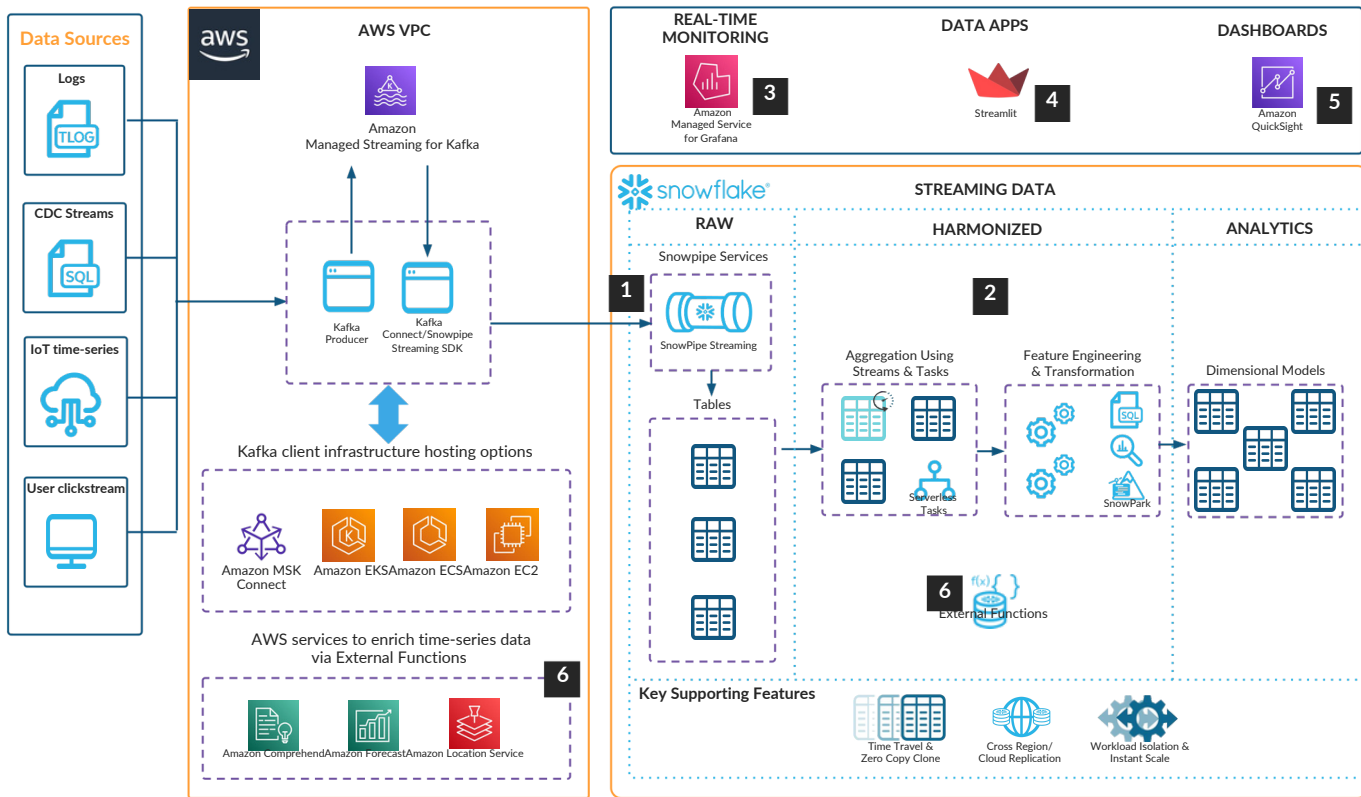 Data Sources
Logs
TLOG
CDC Streams
SQL
IoT time-series
User clickstream
aws
AWS VPC
K
Amazon
Managed Streaming for Kafka
Kafka
Producer
Kafka
Connect/Snowpipe
Streaming SDK
Kafka client infrastructure hosting options
Amazon MSK
Connect
K
Amazon EKS
Amazon ECS
Amazon EC2
AWS services to enrich time-series data
via External Functions
6
Amazon Comprehend
Amazon Forecast
Amazon Location Service
REAL-TIME
MONITORING
Amazon
Managed Service
for Grafana
3
DATA APPS
Streamlit
4
DASHBOARDS
Amazon
QuickSight
5
snowflake®
STREAMING DATA
RAW
HARMONIZED
ANALYTICS
Snowpipe Services
1
SnowPipe Streaming
Tables
2
Aggregation Using
Streams & Tasks
Serverless
Tasks
Feature Engineering
& Transformation
SQL
SnowPark
Dimensional Models
6
f(x) { }
External Functions
Key Supporting Features
Time Travel &
Zero Copy Clone
Cross Region/
Cloud Replication
Workload Isolation &
Instant Scale